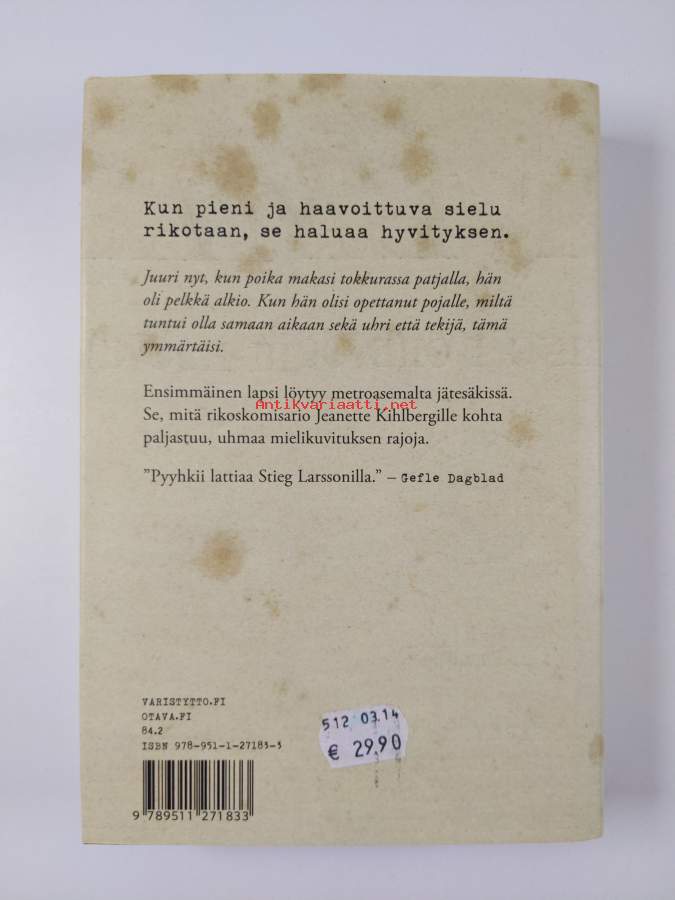 Kun pieni ja haavoittuva sielu
rikotaan, se haluaa hyvityksen.
Juuri nyt, kun poika makasi tokkurassa patjalla, hän
oli pelkkä alkio. Kun hän olisi opettanut pojalle, miltä
tuntui olla samaan aikaan sekä uhri että tekijä, tämä
ymmärtäisi.
Ensimmäinen lapsi löytyy metroasemalta jätesäkissä.
Antikvariaatti.net
Se, mitä rikoskomisario Jeanette Kihlbergille kohta
paljastuu, uhmaa mielikuvituksen rajoja.
”Pyyhkii lattiaa Stieg Larssonilla.” – Gefle Dagblad
VARISTYTTO.FI
OTAVA.FI
84.2
ISBN 978-951-1-27183-3
512 03.14
€ 29.90
9 789511 271833